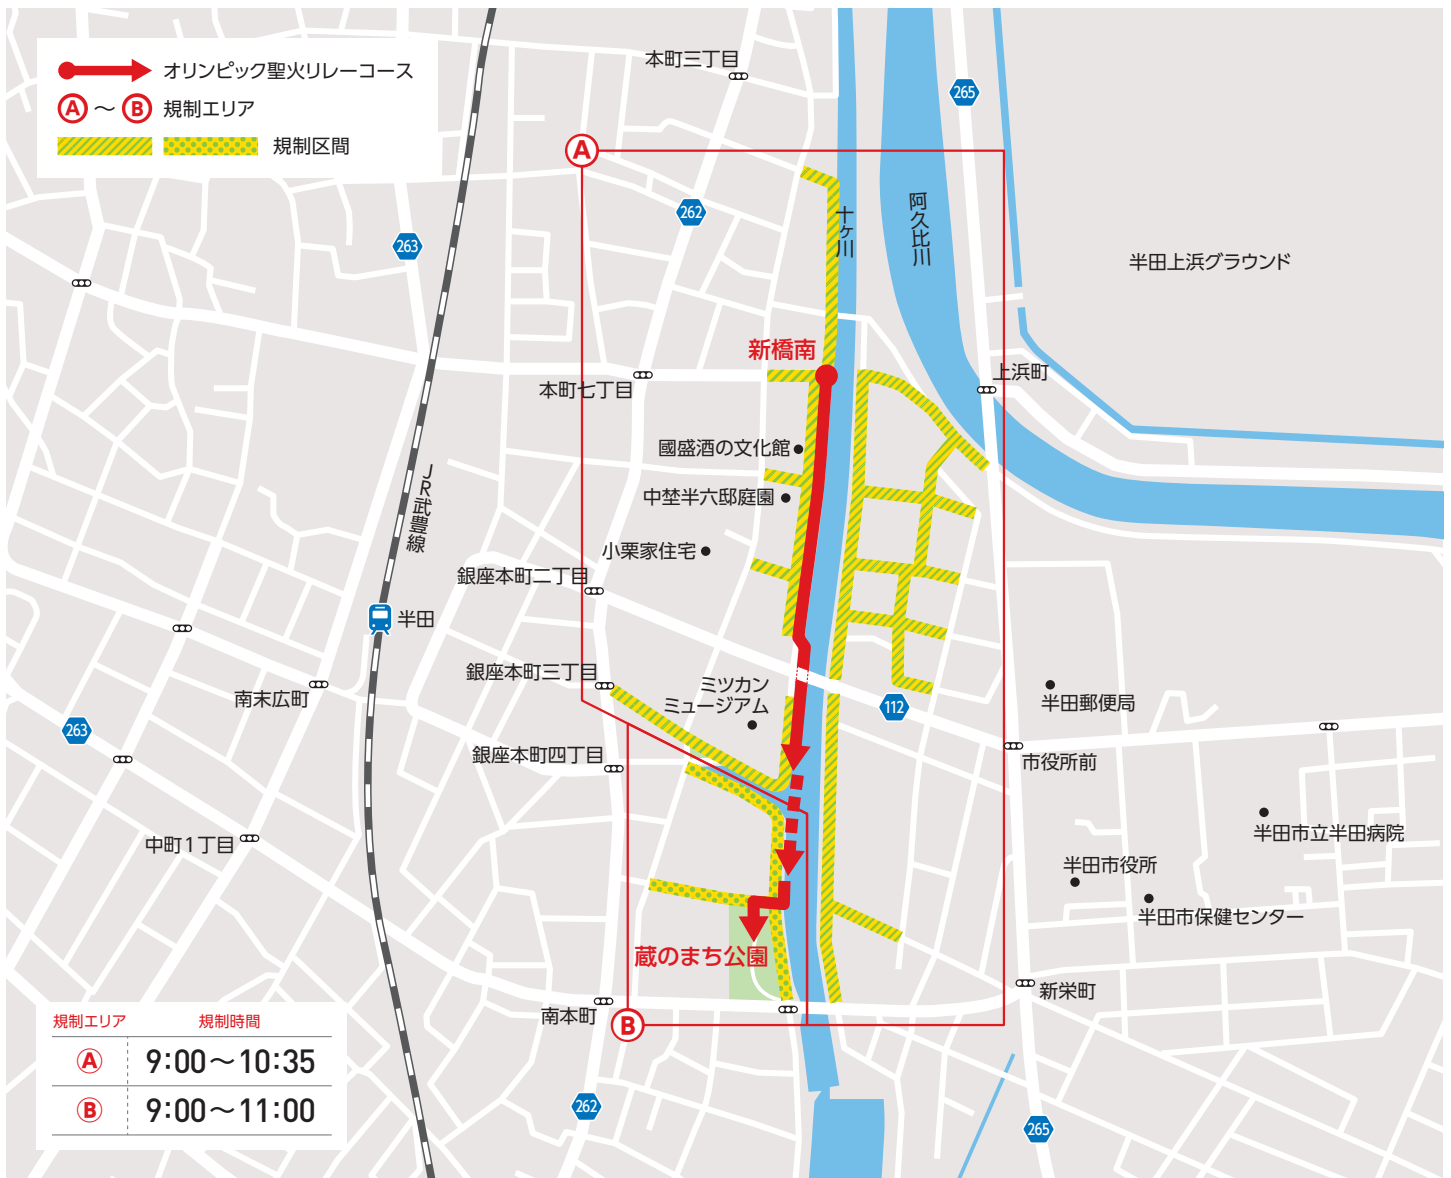 オリンピック聖火リレーコース
A ～ B 規制エリア
規制区間
本町三丁目
265
A
262
十ヶ川
阿久比川
263
半田上浜グラウンド
新橋南
上浜町
本町七丁目
國盛酒の文化館
JR武豊線
中埜半六邸庭園
小栗家住宅
銀座本町二丁目
半田
銀座本町三丁目
ミツカン
ミュージアム
南末広町
半田郵便局
112
263
銀座本町四丁目
市役所前
中町1丁目
半田市立半田病院
半田市役所
半田市保健センター
蔵のまち公園
新栄町
南本町
B
規制エリア 規制時間
A 9:00～10:35
B 9:00～11:00
262
265